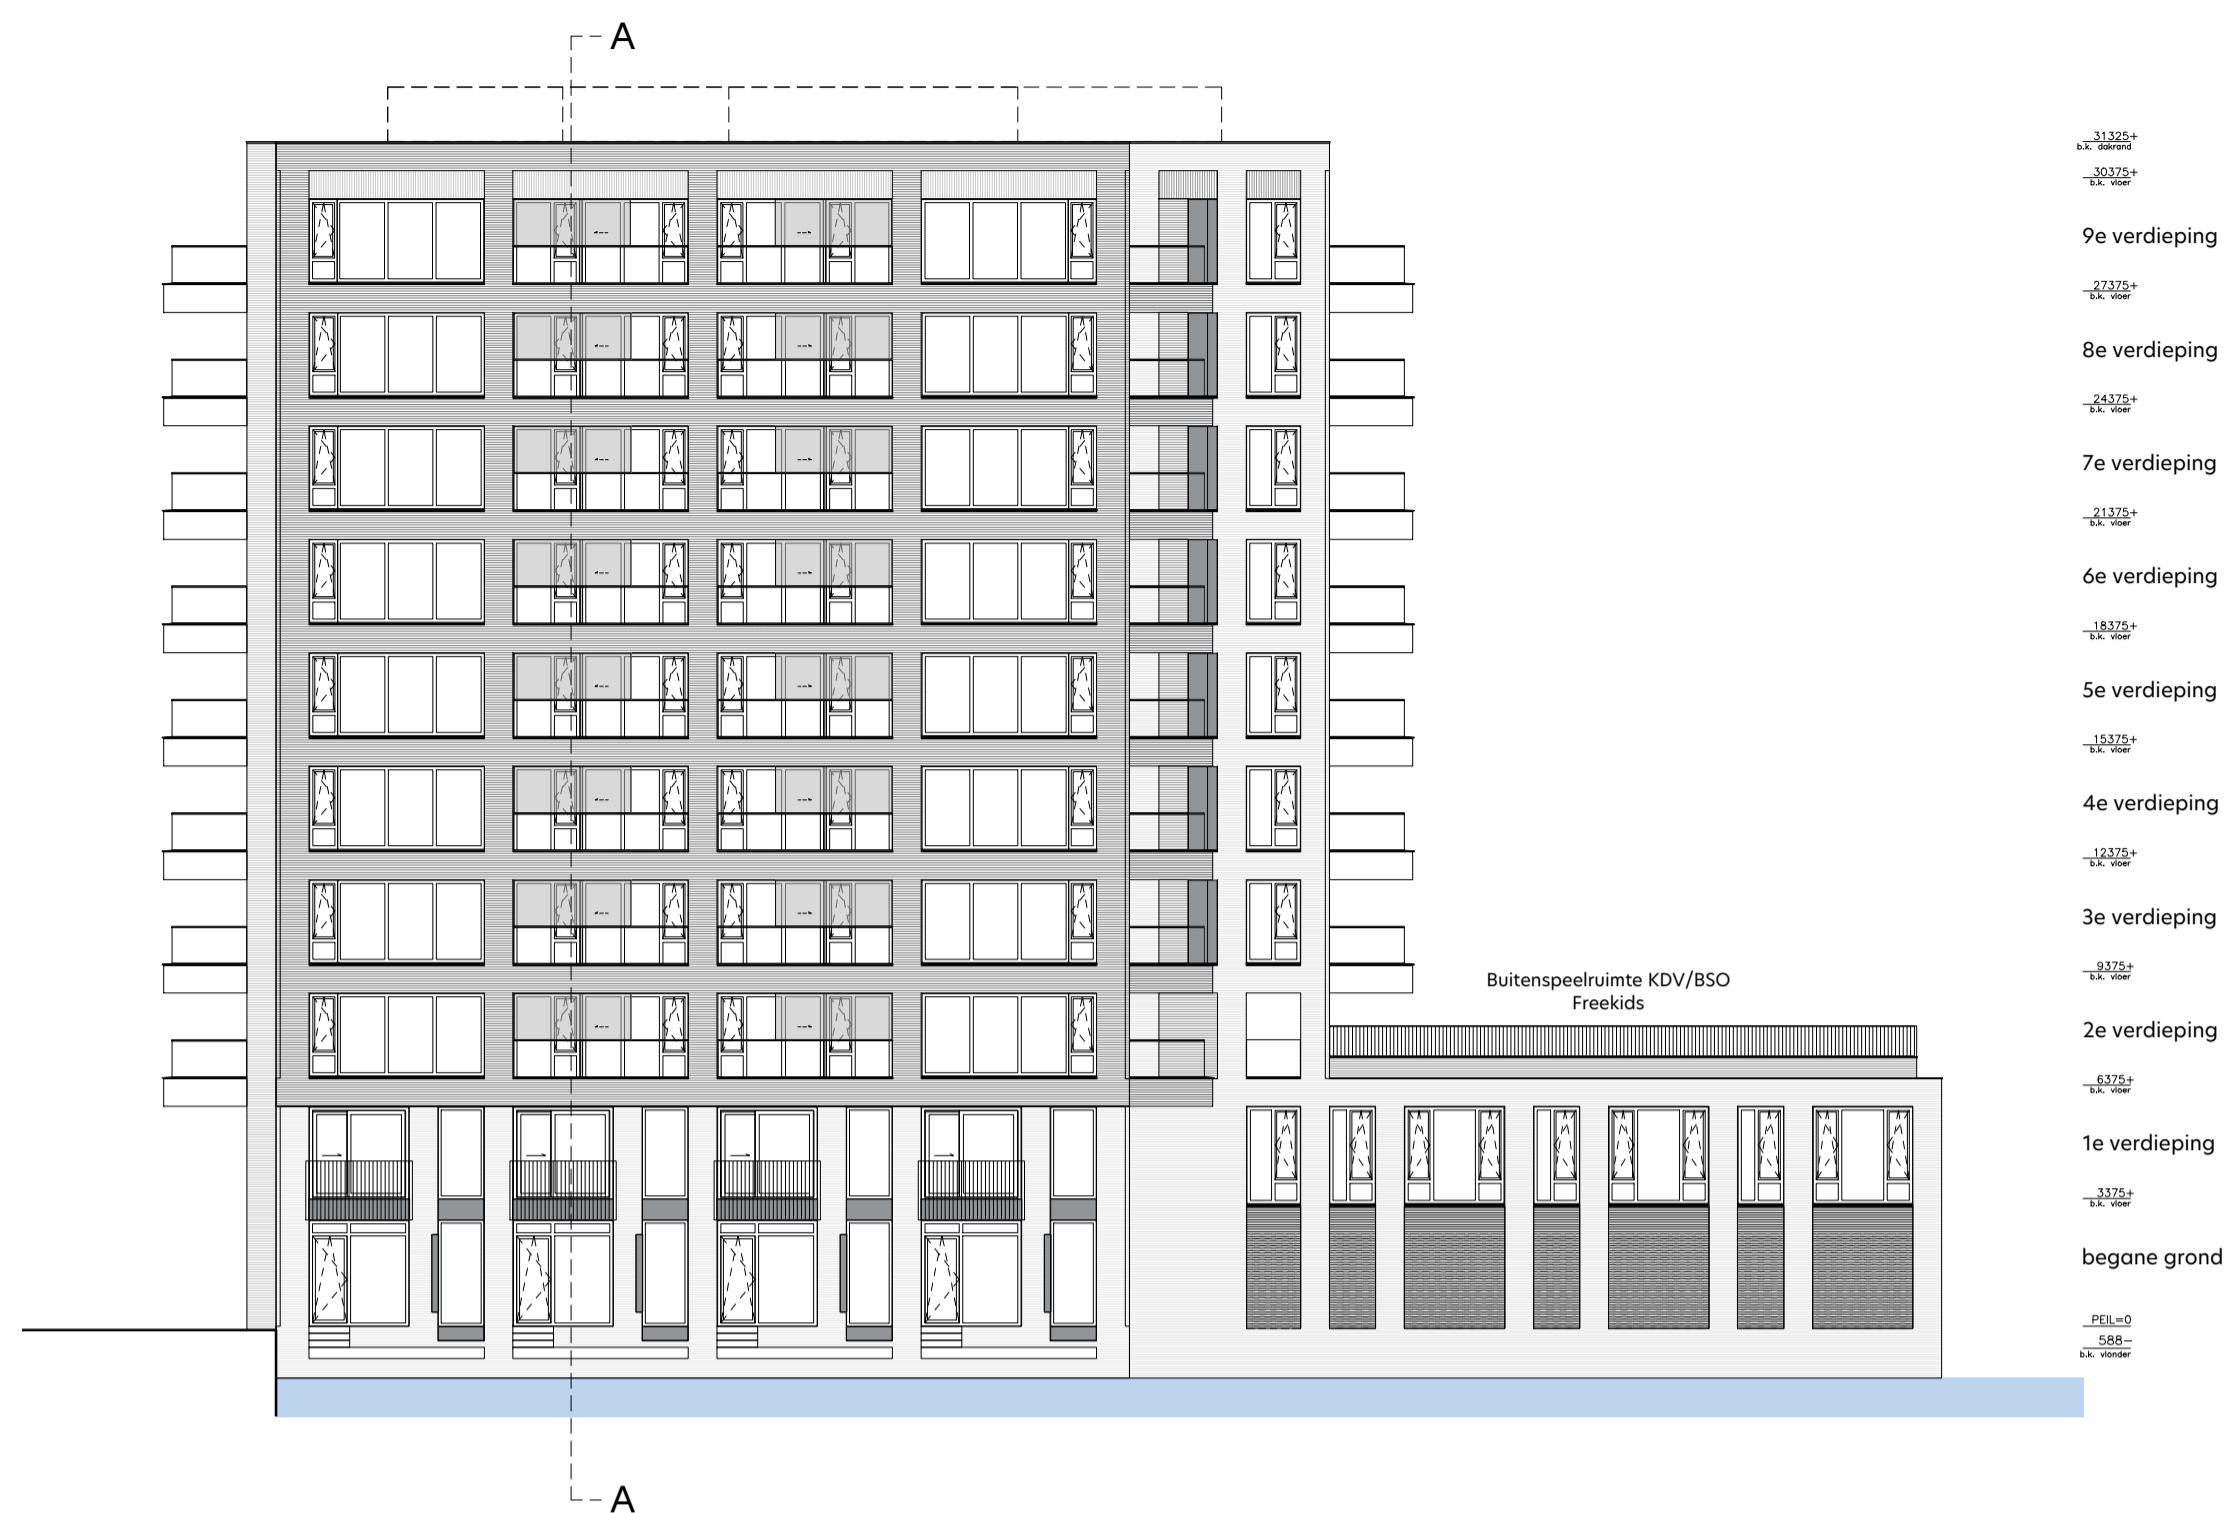 A
31325+
b.k. dakrand
30375+
b.k. vloer
9e verdieping
27375+
b.k. vloer
8e verdieping
24375+
b.k. vloer
7e verdieping
21375+
b.k. vloer
6e verdieping
18375+
b.k. vloer
5e verdieping
15375+
b.k. vloer
4e verdieping
12375+
b.k. vloer
3e verdieping
9375+
b.k. vloer
Buitenspeelruimte KDV/BSO
Freekids
2e verdieping
6375+
b.k. vloer
1e verdieping
3375+
b.k. vloer
begane grond
PEIL=0
588-
b.k. vlonder
A